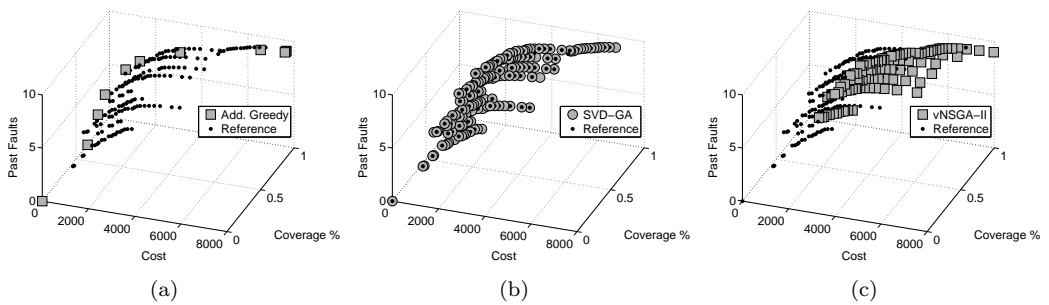 10
5
0
Past Faults
0
2000
4000
6000
8000
Cost
0
0.5
1
Coverage %
Add. Greedy
Reference
(a)
10
5
0
Past Faults
0
2000
4000
6000
8000
Cost
0
0.5
1
Coverage %
SVD−GA
Reference
(b)
10
5
0
Past Faults
0
2000
4000
6000
8000
Cost
0
0.5
1
Coverage %
vNSGA−II
Reference
(c)